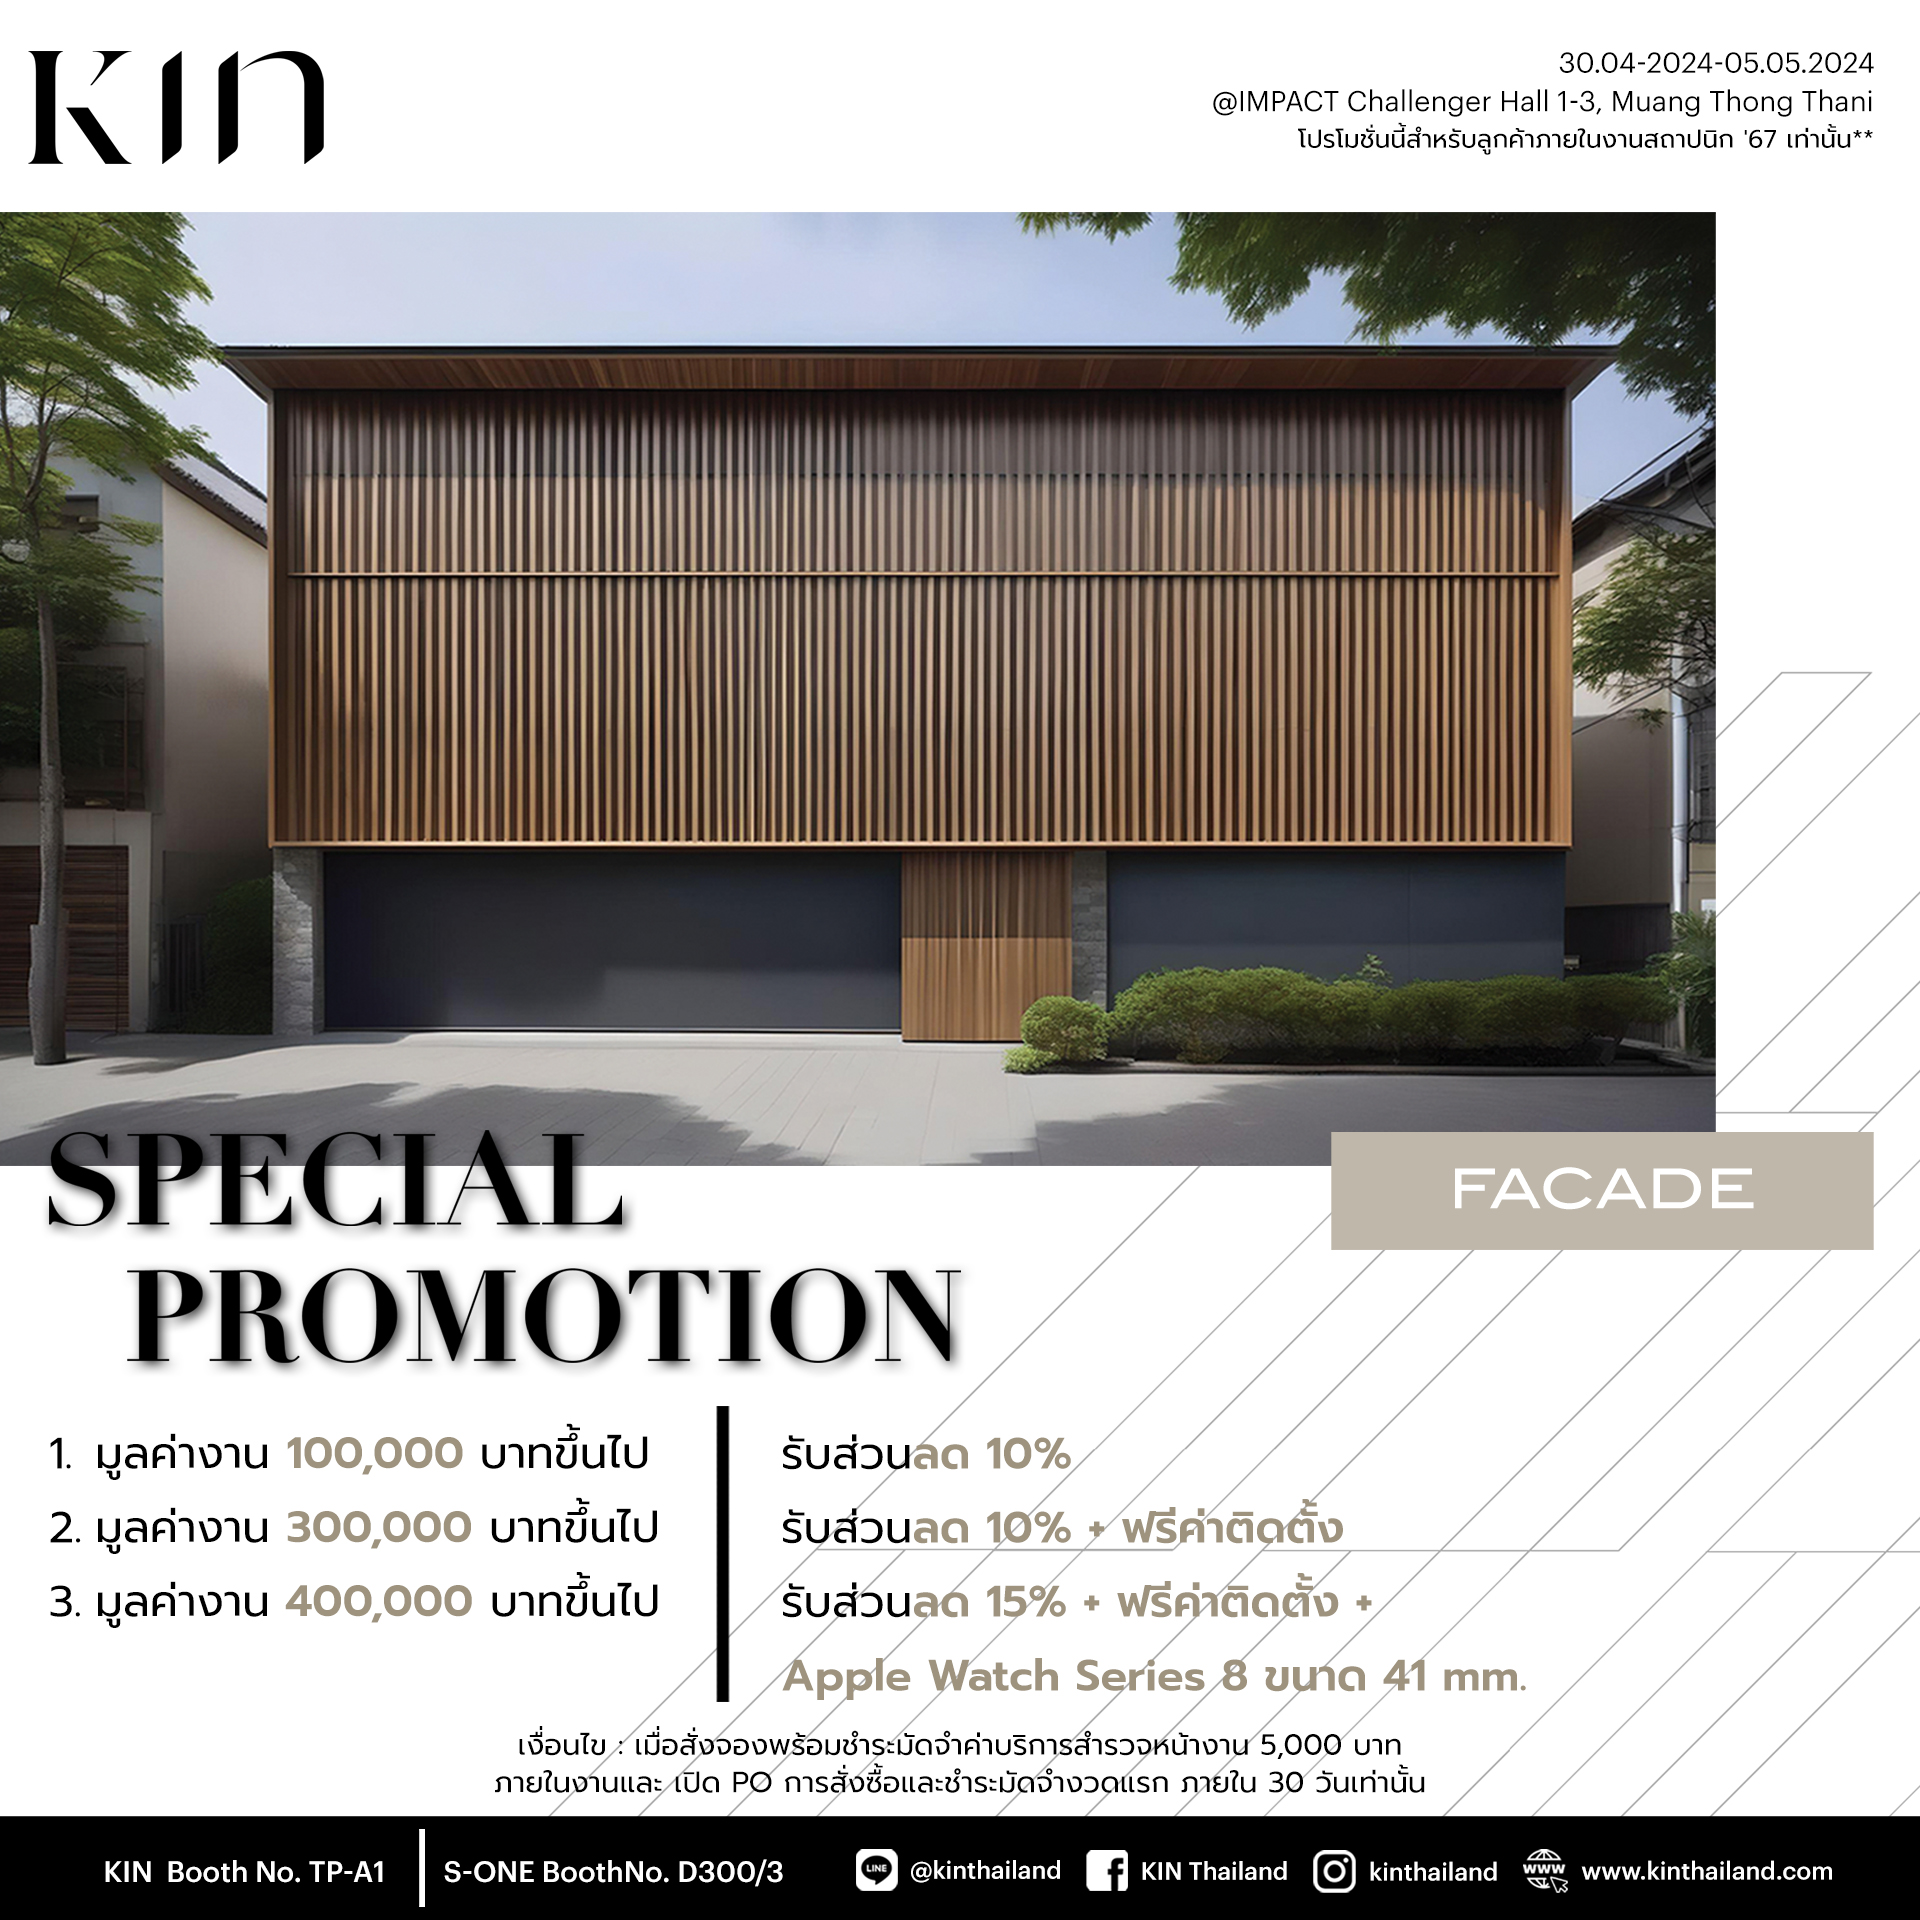 KIN
30.04-2024-05.05.2024
@IMPACT Challenger Hall 1-3, Muang Thong Thani
โปรโมชั่นนี้สำหรับลูกค้าภายในงานสถาปนิก '67 เท่านั้น**
FACADE
SPECIAL
PROMOTION
1. มูลค่างาน 100,000 บาทขึ้นไป รับส่วนลด 10%
2. มูลค่างาน 300,000 บาทขึ้นไป รับส่วนลด 10% + ฟรีค่าติดตั้ง
3. มูลค่างาน 400,000 บาทขึ้นไป รับส่วนลด 15% + ฟรีค่าติดตั้ง +
Apple Watch Series 8 ขนาด 41 mm.
เงื่อนไข : เมื่อสั่งจองพร้อมชำระมัดจำค่าบริการสำรวจหน้างาน 5,000 บาท
ภายในงานและ เปิด PO การสั่งซื้อและชำระมัดจำงวดแรก ภายใน 30 วันเท่านั้น
KIN Booth No. TP-A1 S-ONE BoothNo. D300/3 LINE @kinthailand KIN Thailand kinthailand www www.kinthailand.com